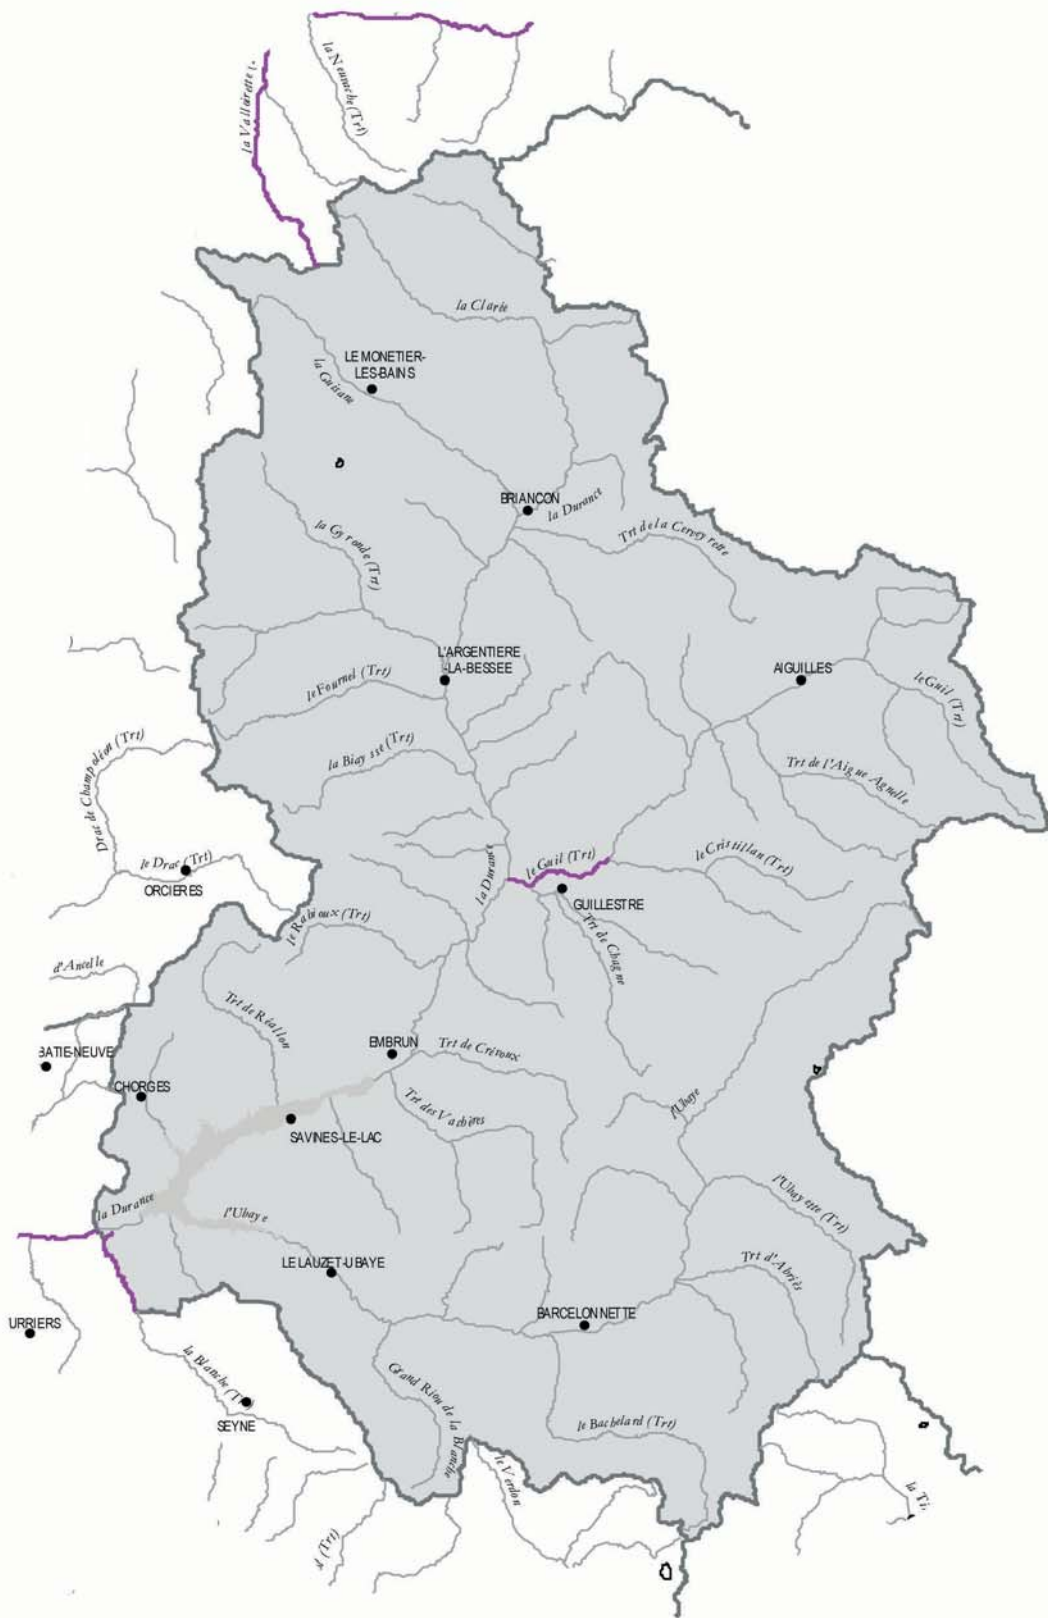 la Neuvache (Trt)
la Valloirette (.
la Clarée
LE MONETIER-
LES-BAINS
la Guisane
BRIANÇON
la Durance
Trt de la Cerveyrette
la Gyronde (Trt)
L'ARGENTIERE
-LA-BESSEE
AIGUILLES
le Fournel (Trt)
le Guil (Trt)
Drac de Champoléon (Trt)
la Biaysse (Trt)
Trt de l'Aigue Agnelle
le Drac (Trt)
ORCIERES
la Durance
le Guil (Trt)
le Cristillan (Trt)
GUILLESTRE
le Rabioux (Trt)
Trt de Chagne
d'Ancelle
Trt de Réallon
EMBRUN
Trt de Crévoux
BATIE-NEUVE
CHORGES
Trt des Vachères
l'Ubaye
SAVINES-LE-LAC
la Durance
l'Ubaye
l'Ubayette (Trt)
LE LAUZET-UBAYE
Trt d'Abriès
BARCELONNETTE
URRIERS
la Blanche (Trt)
SEYNE
Grand Riou de la Blanche
le Bachelard (Trt)
le Verdon
la Ti.
(Trt)